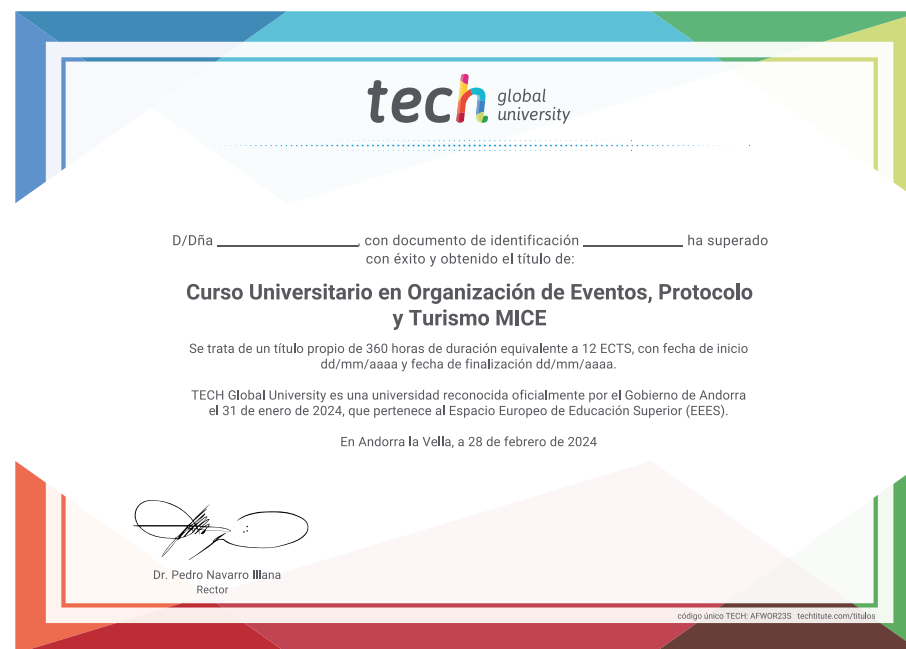 tech global university
D/Dña ____________, con documento de identificación ____________ ha superado
con éxito y obtenido el título de:
Curso Universitario en Organización de Eventos, Protocolo
y Turismo MICE
Se trata de un título propio de 360 horas de duración equivalente a 12 ECTS, con fecha de inicio
dd/mm/aaaa y fecha de finalización dd/mm/aaaa.
TECH Global University es una universidad reconocida oficialmente por el Gobierno de Andorra
el 31 de enero de 2024, que pertenece al Espacio Europeo de Educación Superior (EEES).
En Andorra la Vella, a 28 de febrero de 2024
Dr. Pedro Navarro Illana
Rector
código único TECH: AFWOR23S techtitute.com/titulos